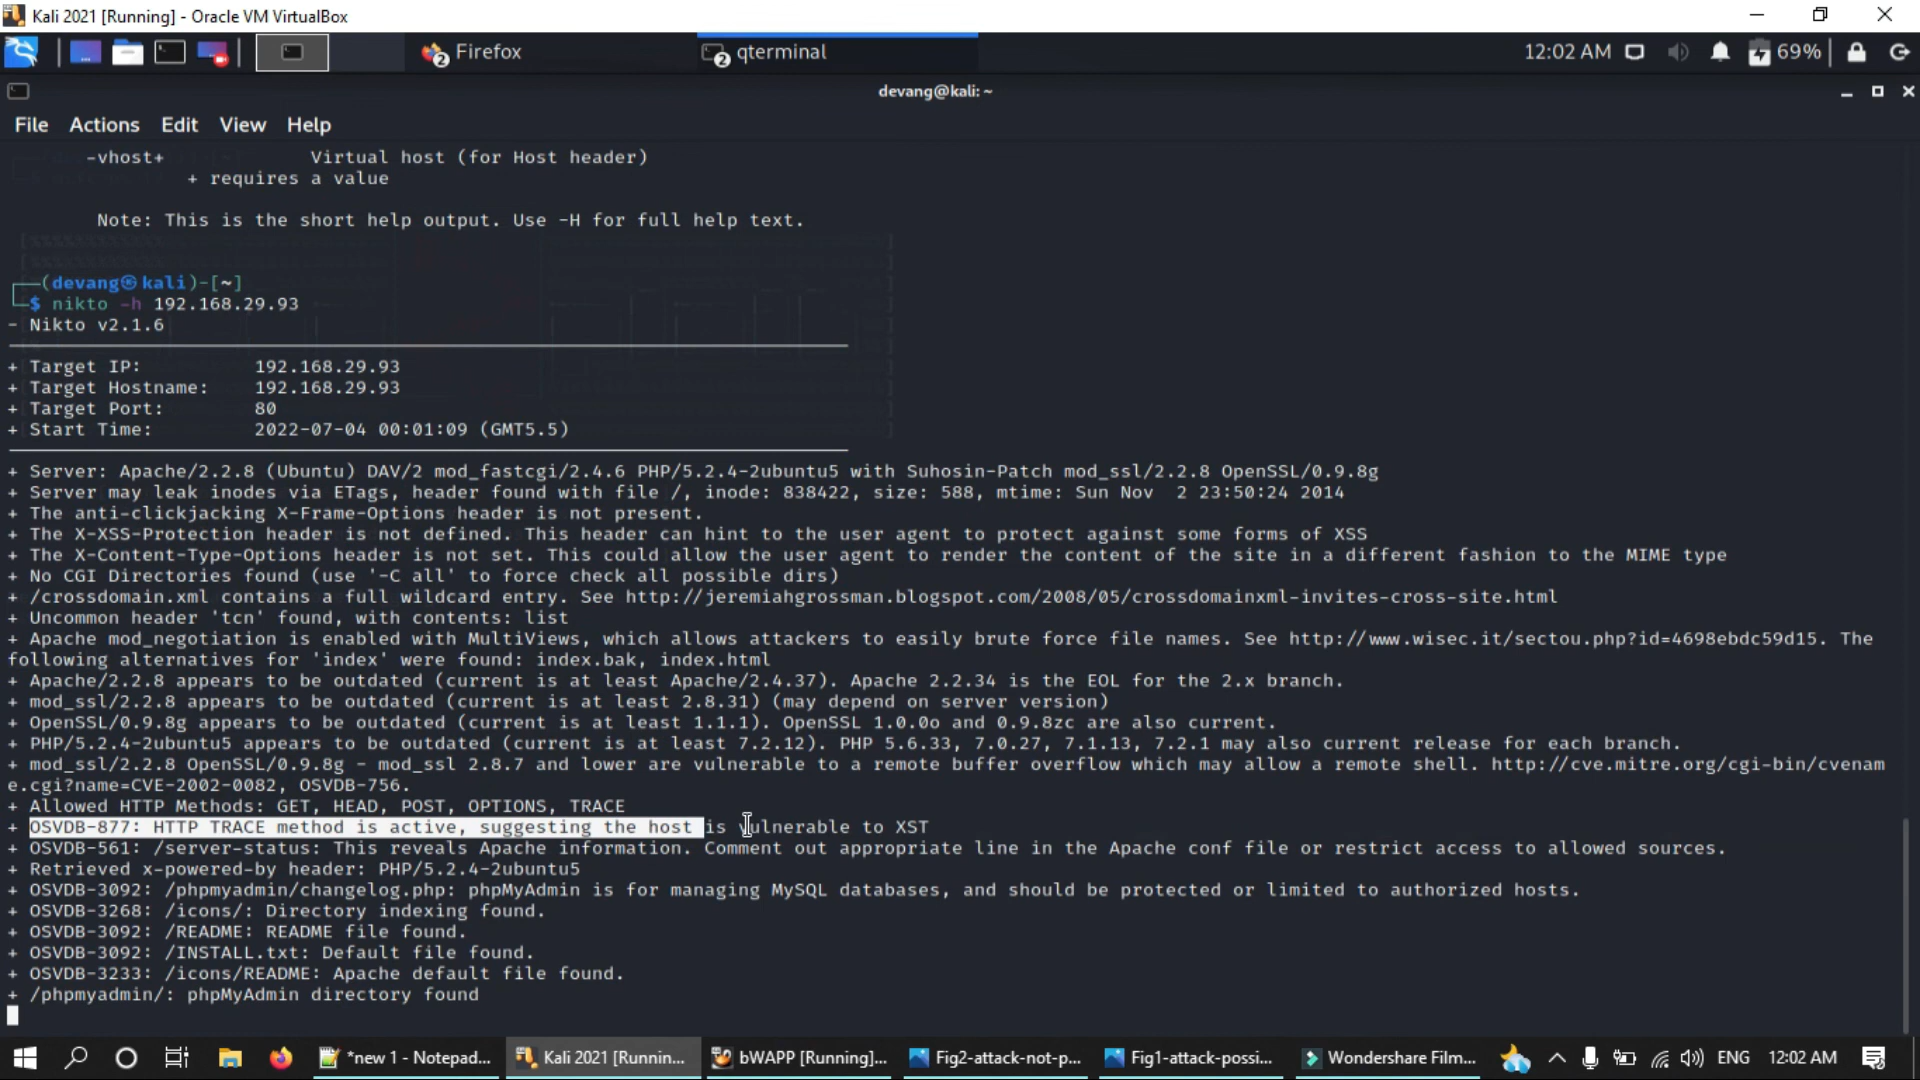 Kali 2021 [Running] - Oracle VM VirtualBox
2 Firefox
2 qterminal
12:02 AM
69%
devang@kali: ~
File Actions Edit View Help
-vhost+ Virtual host (for Host header)
+ requires a value
Note: This is the short help output. Use -H for full help text.
(devang㉿kali)-[~]
$ nikto -h 192.168.29.93
- Nikto v2.1.6
+ Target IP: 192.168.29.93
+ Target Hostname: 192.168.29.93
+ Target Port: 80
+ Start Time: 2022-07-04 00:01:09 (GMT5.5)
+ Server: Apache/2.2.8 (Ubuntu) DAV/2 mod_fastcgi/2.4.6 PHP/5.2.4-2ubuntu5 with Suhosin-Patch mod_ssl/2.2.8 OpenSSL/0.9.8g
+ Server may leak inodes via ETags, header found with file /, inode: 838422, size: 588, mtime: Sun Nov  2 23:50:24 2014
+ The anti-clickjacking X-Frame-Options header is not present.
+ The X-XSS-Protection header is not defined. This header can hint to the user agent to protect against some forms of XSS
+ The X-Content-Type-Options header is not set. This could allow the user agent to render the content of the site in a different fashion to the MIME type
+ No CGI Directories found (use '-C all' to force check all possible dirs)
+ /crossdomain.xml contains a full wildcard entry. See http://jeremiahgrossman.blogspot.com/2008/05/crossdomainxml-invites-cross-site.html
+ Uncommon header 'tcn' found, with contents: list
+ Apache mod_negotiation is enabled with MultiViews, which allows attackers to easily brute force file names. See http://www.wisec.it/sectou.php?id=4698ebdc59d15. The
following alternatives for 'index' were found: index.bak, index.html
+ Apache/2.2.8 appears to be outdated (current is at least Apache/2.4.37). Apache 2.2.34 is the EOL for the 2.x branch.
+ mod_ssl/2.2.8 appears to be outdated (current is at least 2.8.31) (may depend on server version)
+ OpenSSL/0.9.8g appears to be outdated (current is at least 1.1.1). OpenSSL 1.0.0o and 0.9.8zc are also current.
+ PHP/5.2.4-2ubuntu5 appears to be outdated (current is at least 7.2.12). PHP 5.6.33, 7.0.27, 7.1.13, 7.2.1 may also current release for each branch.
+ mod_ssl/2.2.8 OpenSSL/0.9.8g - mod_ssl 2.8.7 and lower are vulnerable to a remote buffer overflow which may allow a remote shell. http://cve.mitre.org/cgi-bin/cvenam
e.cgi?name=CVE-2002-0082, OSVDB-756.
+ Allowed HTTP Methods: GET, HEAD, POST, OPTIONS, TRACE
+ OSVDB-877: HTTP TRACE method is active, suggesting the host is vulnerable to XST
+ OSVDB-561: /server-status: This reveals Apache information. Comment out appropriate line in the Apache conf file or restrict access to allowed sources.
+ Retrieved x-powered-by header: PHP/5.2.4-2ubuntu5
+ OSVDB-3092: /phpmyadmin/changelog.php: phpMyAdmin is for managing MySQL databases, and should be protected or limited to authorized hosts.
+ OSVDB-3268: /icons/: Directory indexing found.
+ OSVDB-3092: /README: README file found.
+ OSVDB-3092: /INSTALL.txt: Default file found.
+ OSVDB-3233: /icons/README: Apache default file found.
+ /phpmyadmin/: phpMyAdmin directory found
*new 1 - Notepad... Kali 2021 [Runnin... bWAPP [Running]... Fig2-attack-not-p... Fig1-attack-possi... Wondershare Film... ENG 12:02 AM